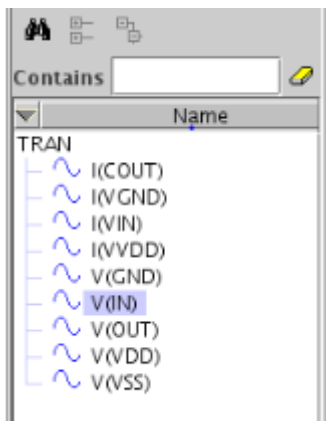 Contains
Name
TRAN
I(COUT)
I(VGND)
I(VIN)
I(VVDD)
V(GND)
V(IN)
V(OUT)
V(VDD)
V(VSS)